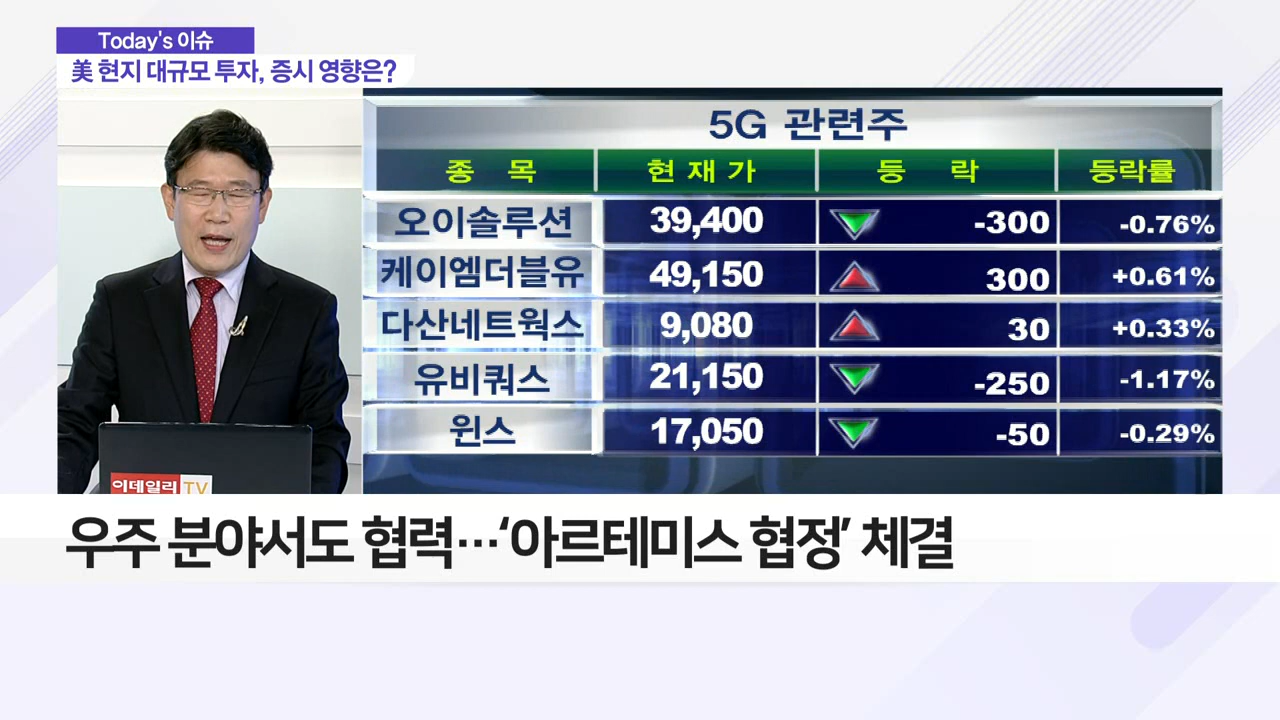 Today's 이슈
美 현지 대규모 투자, 증시 영향은?
5G 관련주
종 목 현 재 가 등 락 등락률
오이솔루션 39,400 -300 -0.76%
케이엠더블유 49,150 300 +0.61%
다산네트웍스 9,080 30 +0.33%
유비쿼스 21,150 -250 -1.17%
윈스 17,050 -50 -0.29%
이데일리 TV
우주 분야서도 협력…‘아르테미스 협정’ 체결